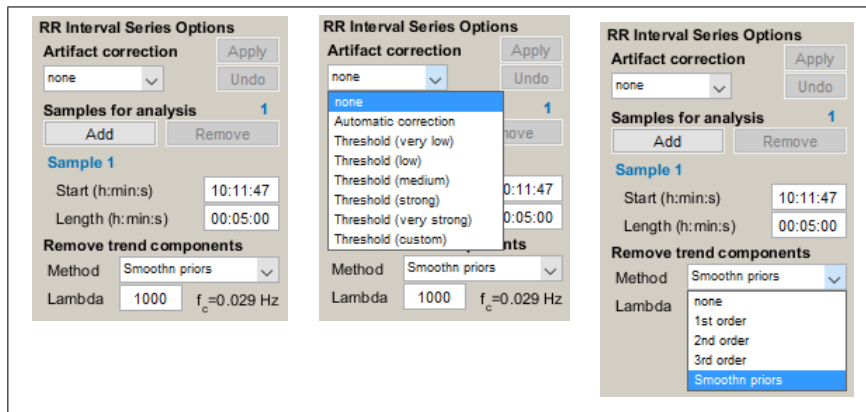 RR Interval Series Options
Artifact correction Apply
none Undo
Samples for analysis 1
Add Remove
Sample 1
Start (h:min:s) 10:11:47
Length (h:min:s) 00:05:00
Remove trend components
Method Smoothn priors
Lambda 1000 fc=0.029 Hz
RR Interval Series Options
Artifact correction Apply
none Undo
none
1
Automatic correction
Threshold (very low)
Threshold (low)
Threshold (medium)
Threshold (strong)
Threshold (very strong)
Threshold (custom)
Method Smoothn priors
Lambda 1000 fc=0.029 Hz
RR Interval Series Options
Artifact correction Apply
none Undo
Samples for analysis 1
Add Remove
Sample 1
Start (h:min:s) 10:11:47
Length (h:min:s) 00:05:00
Remove trend components
Method Smoothn priors
Lambda
none
1st order
2nd order
3rd order
Smoothn priors